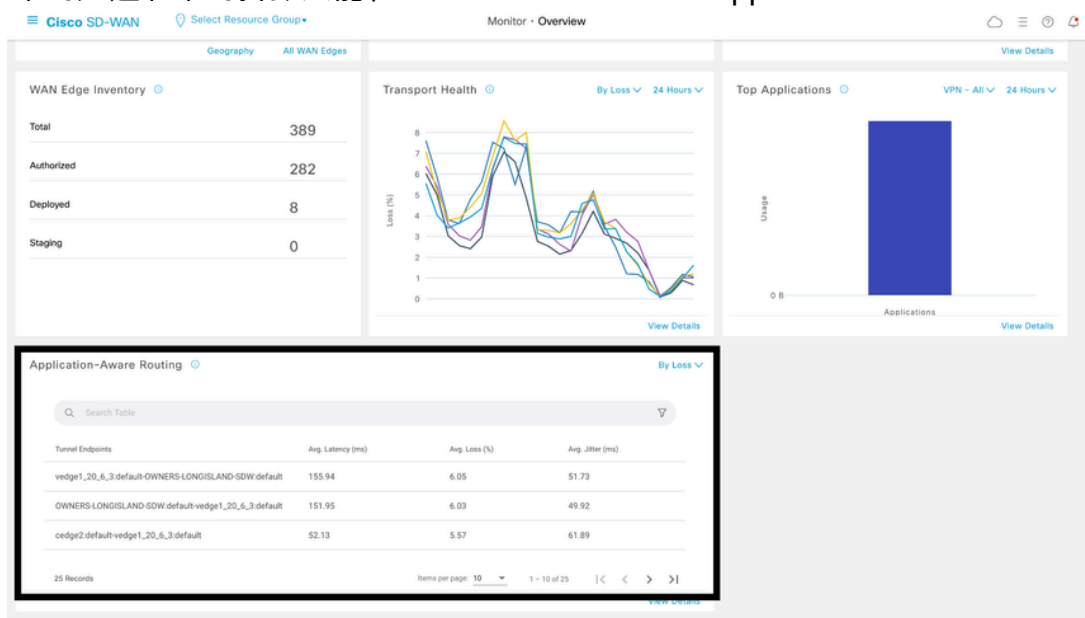 Cisco SD-WAN Select Resource Group▾ Monitor · Overview
Geography All WAN Edges View Details
WAN Edge Inventory
Total 389
Authorized 282
Deployed 8
Staging 0
Transport Health By Loss 24 Hours
Loss (%)
8
7
6
5
4
3
2
1
0
View Details
Top Applications VPN - All 24 Hours
Usage
0 B
Applications
View Details
Application-Aware Routing By Loss
Search Table
Tunnel Endpoints Avg. Latency (ms) Avg. Loss (%) Avg. Jitter (ms)
vedge1_20_6_3:default-OWNERS-LONGISLAND-SDW:default 155.94 6.05 51.73
OWNERS-LONGISLAND-SDW:default-vedge1_20_6_3:default 151.95 6.03 49.92
cedge2:default-vedge1_20_6_3:default 52.13 5.57 61.89
25 Records Items per page: 10 1 – 10 of 25 |< < > >|
View Details